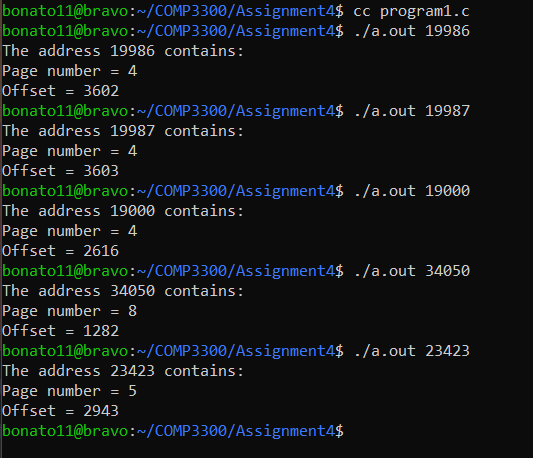 bonato11@bravo:~/COMP3300/Assignment4$ cc program1.c
bonato11@bravo:~/COMP3300/Assignment4$ ./a.out 19986
The address 19986 contains:
Page number = 4
Offset = 3602
bonato11@bravo:~/COMP3300/Assignment4$ ./a.out 19987
The address 19987 contains:
Page number = 4
Offset = 3603
bonato11@bravo:~/COMP3300/Assignment4$ ./a.out 19000
The address 19000 contains:
Page number = 4
Offset = 2616
bonato11@bravo:~/COMP3300/Assignment4$ ./a.out 34050
The address 34050 contains:
Page number = 8
Offset = 1282
bonato11@bravo:~/COMP3300/Assignment4$ ./a.out 23423
The address 23423 contains:
Page number = 5
Offset = 2943
bonato11@bravo:~/COMP3300/Assignment4$